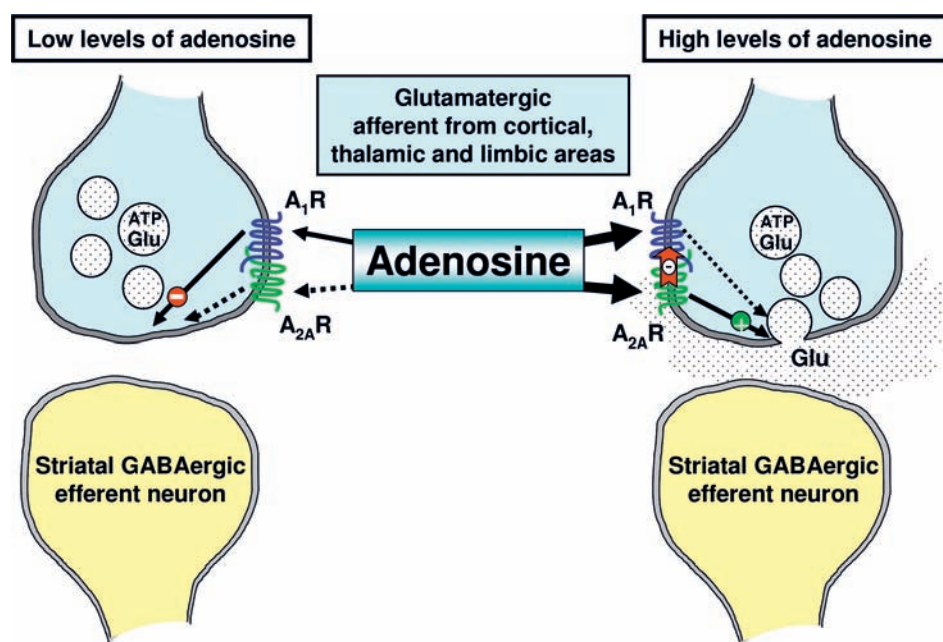 Low levels of adenosine
High levels of adenosine
Glutamatergic
afferent from cortical,
thalamic and limbic areas
A1R
A1R
ATP
Glu
ATP
Glu
Adenosine
−
-
+
A2AR
A2AR
Glu
Striatal GABAergic
efferent neuron
Striatal GABAergic
efferent neuron